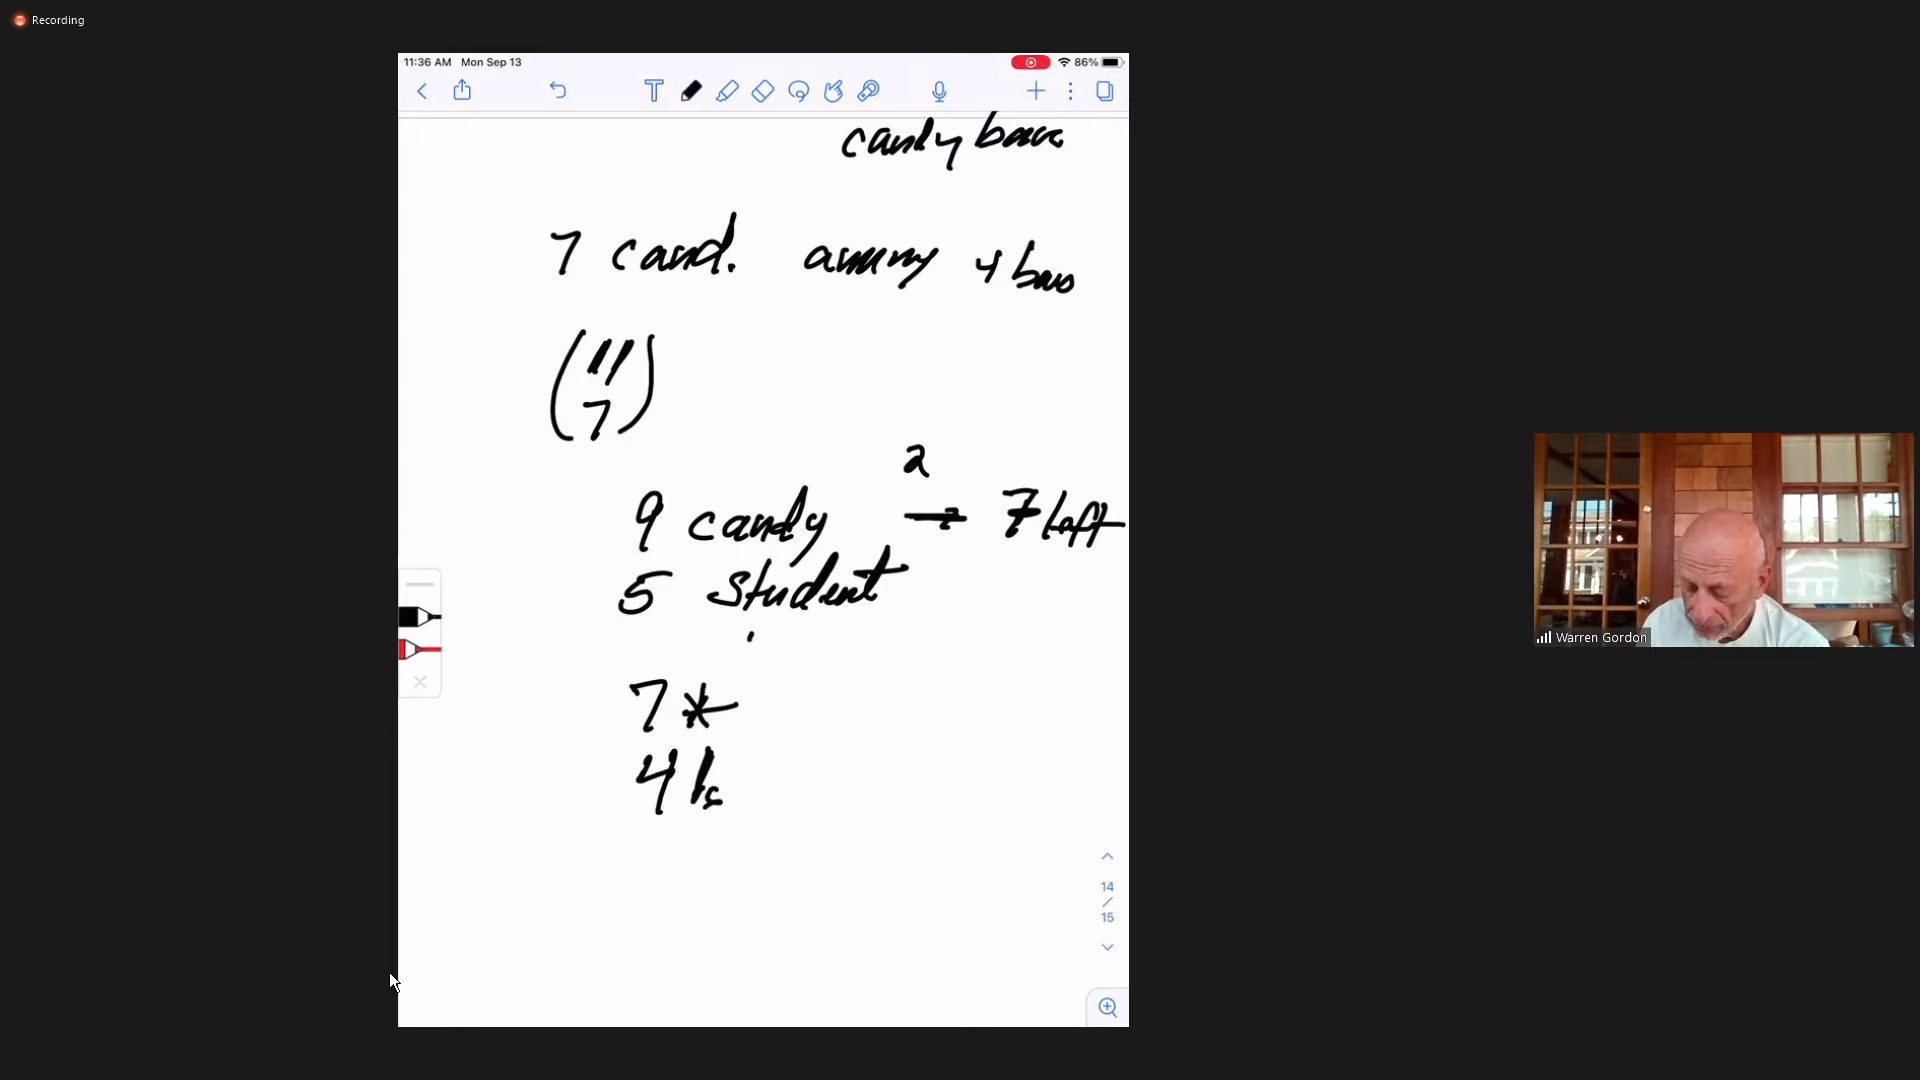 Recording
11:36 AM Mon Sep 13
86%
T
candy bars
7 cand. among 4 bars
(11
7)
2
9 candy → 7 left
5 student
7 *
4 b
14
/
15
Warren Gordon